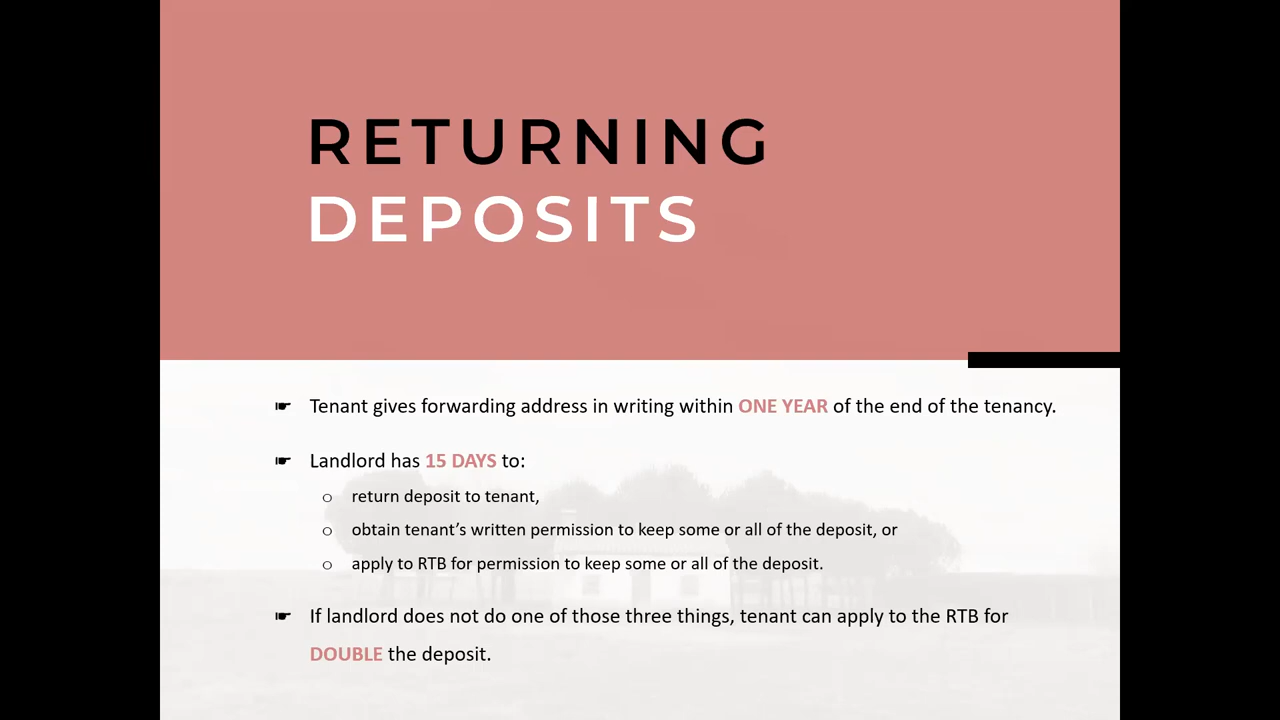 RETURNING
DEPOSITS
☛ Tenant gives forwarding address in writing within ONE YEAR of the end of the tenancy.
☛ Landlord has 15 DAYS to:
o return deposit to tenant,
o obtain tenant’s written permission to keep some or all of the deposit, or
o apply to RTB for permission to keep some or all of the deposit.
☛ If landlord does not do one of those three things, tenant can apply to the RTB for
DOUBLE the deposit.